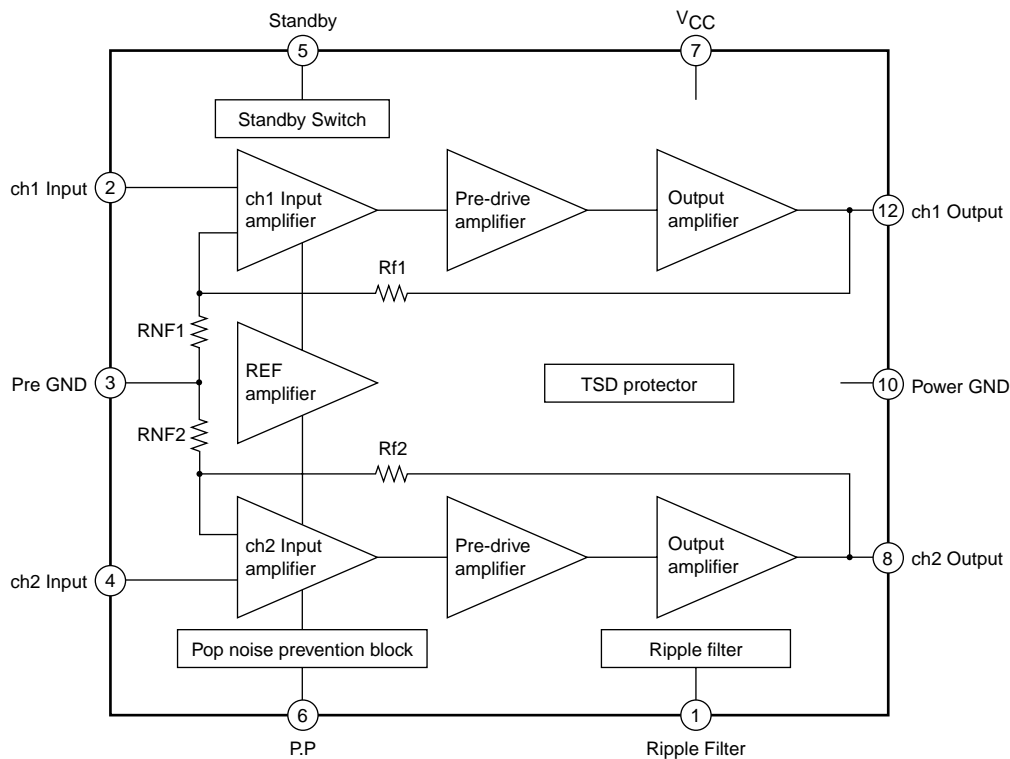 Standby
VCC
5
7
Standby Switch
ch1 Input
2
ch1 Input
amplifier
Pre-drive
amplifier
Output
amplifier
12
ch1 Output
Rf1
RNF1
Pre GND
3
REF
amplifier
TSD protector
10
Power GND
RNF2
Rf2
ch2 Input
4
ch2 Input
amplifier
Pre-drive
amplifier
Output
amplifier
8
ch2 Output
Pop noise prevention block
Ripple filter
6
1
P.P
Ripple Filter